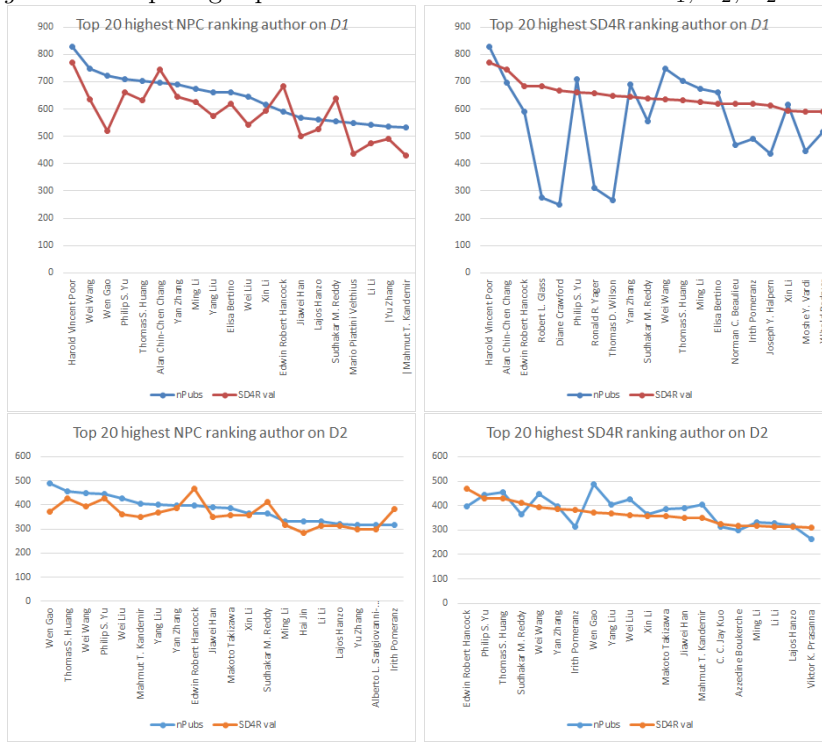 Top 20 highest NPC ranking author on D1
900
800
700
600
500
400
300
200
100
0
Harold Vincent Poor
Wei Wang
Wen Gao
Philip S. Yu
Thomas S. Huang
Alan Chin-Chen Chang
Yan Zhang
Ming Li
Yang Liu
Elisa Bertino
Wei Liu
Xin Li
Edwin Robert Hancock
Jiawei Han
Lajos Hanzo
Sudhakar M. Reddy
Mario Piattini Velthius
Li Li
| Yu Zhang
| Mahmut T. Kandemir
nPubs SD4R val
Top 20 highest SD4R ranking author on D1
900
800
700
600
500
400
300
200
100
0
Harold Vincent Poor
Alan Chin-Chen Chang
Edwin Robert Hancock
Robert L. Glass
Diane Crawford
Philip S. Yu
Ronald R. Yager
Thomas D. Wilson
Yan Zhang
Sudhakar M. Reddy
Wei Wang
Thomas S. Huang
Ming Li
Elisa Bertino
Norman C. Beaulieu
Irith Pomeranz
Joseph Y. Halpern
Xin Li
Moshe Y. Vardi
nPubs SD4R val
Top 20 highest NPC ranking author on D2
600
500
400
300
200
100
0
Wen Gao
Thomas S. Huang
Wei Wang
Philip S. Yu
Wei Liu
Mahmut T. Kandemir
Yang Liu
Yan Zhang
Edwin Robert Hancock
Jiawei Han
Makoto Takizawa
Xin Li
Sudhakar M. Reddy
Ming Li
Hai Jin
Li Li
Lajos Hanzo
Yu Zhang
Alberto L. Sangiovanni-...
Irith Pomeranz
nPubs SD4R val
Top 20 highest SD4R ranking author on D2
600
500
400
300
200
100
0
Edwin Robert Hancock
Philip S. Yu
Thomas S. Huang
Sudhakar M. Reddy
Wei Wang
Yan Zhang
Irith Pomeranz
Wen Gao
Yang Liu
Wei Liu
Xin Li
Makoto Takizawa
Jiawei Han
Mahmut T. Kandemir
C. C. Jay Kuo
Azzedine Boukerche
Ming Li
Li Li
Lajos Hanzo
Viktor K. Prasanna
nPubs SD4R val